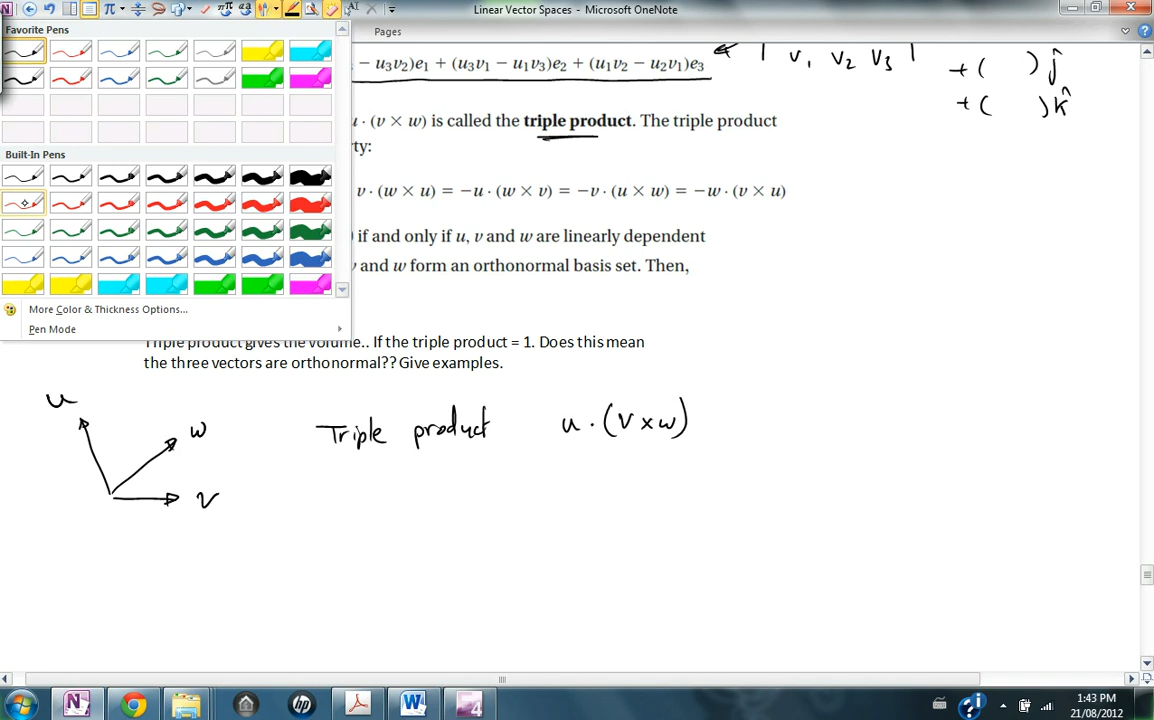 Linear Vector Spaces - Microsoft OneNote
Favorite Pens
Built-In Pens
More Color & Thickness Options...
Pen Mode
Pages
− u3v2)e1 + (u3v1 − u1v3)e2 + (u1v2 − u2v1)e3
| v1 v2 v3 |
+( )ĵ
+( )k̂
u · (v × w) is called the triple product. The triple product
ty:
v · (w × u) = −u · (w × v) = −v · (u × w) = −w · (v × u)
if and only if u, v and w are linearly dependent
v and w form an orthonormal basis set. Then,
Triple product gives the volume.. If the triple product = 1. Does this mean
the three vectors are orthonormal?? Give examples.
u
w
v
Triple product u · (v × w)
1:43 PM
21/08/2012